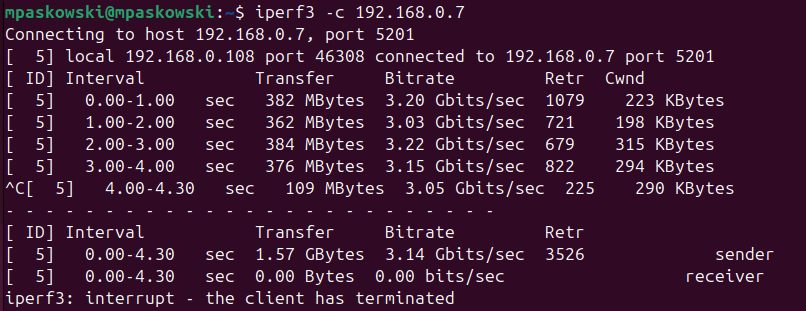 mpaskowski@mpaskowski:~$ iperf3 -c 192.168.0.7
Connecting to host 192.168.0.7, port 5201
[  5] local 192.168.0.108 port 46308 connected to 192.168.0.7 port 5201
[ ID] Interval           Transfer     Bitrate         Retr  Cwnd
[  5]   0.00-1.00   sec   382 MBytes  3.20 Gbits/sec  1079    223 KBytes
[  5]   1.00-2.00   sec   362 MBytes  3.03 Gbits/sec  721    198 KBytes
[  5]   2.00-3.00   sec   384 MBytes  3.22 Gbits/sec  679    315 KBytes
[  5]   3.00-4.00   sec   376 MBytes  3.15 Gbits/sec  822    294 KBytes
^C[  5]   4.00-4.30   sec   109 MBytes  3.05 Gbits/sec  225    290 KBytes
- - - - - - - - - - - - - - - - - - - - - - - - -
[ ID] Interval           Transfer     Bitrate         Retr
[  5]   0.00-4.30   sec  1.57 GBytes  3.14 Gbits/sec  3526             sender
[  5]   0.00-4.30   sec  0.00 Bytes  0.00 bits/sec                  receiver
iperf3: interrupt - the client has terminated